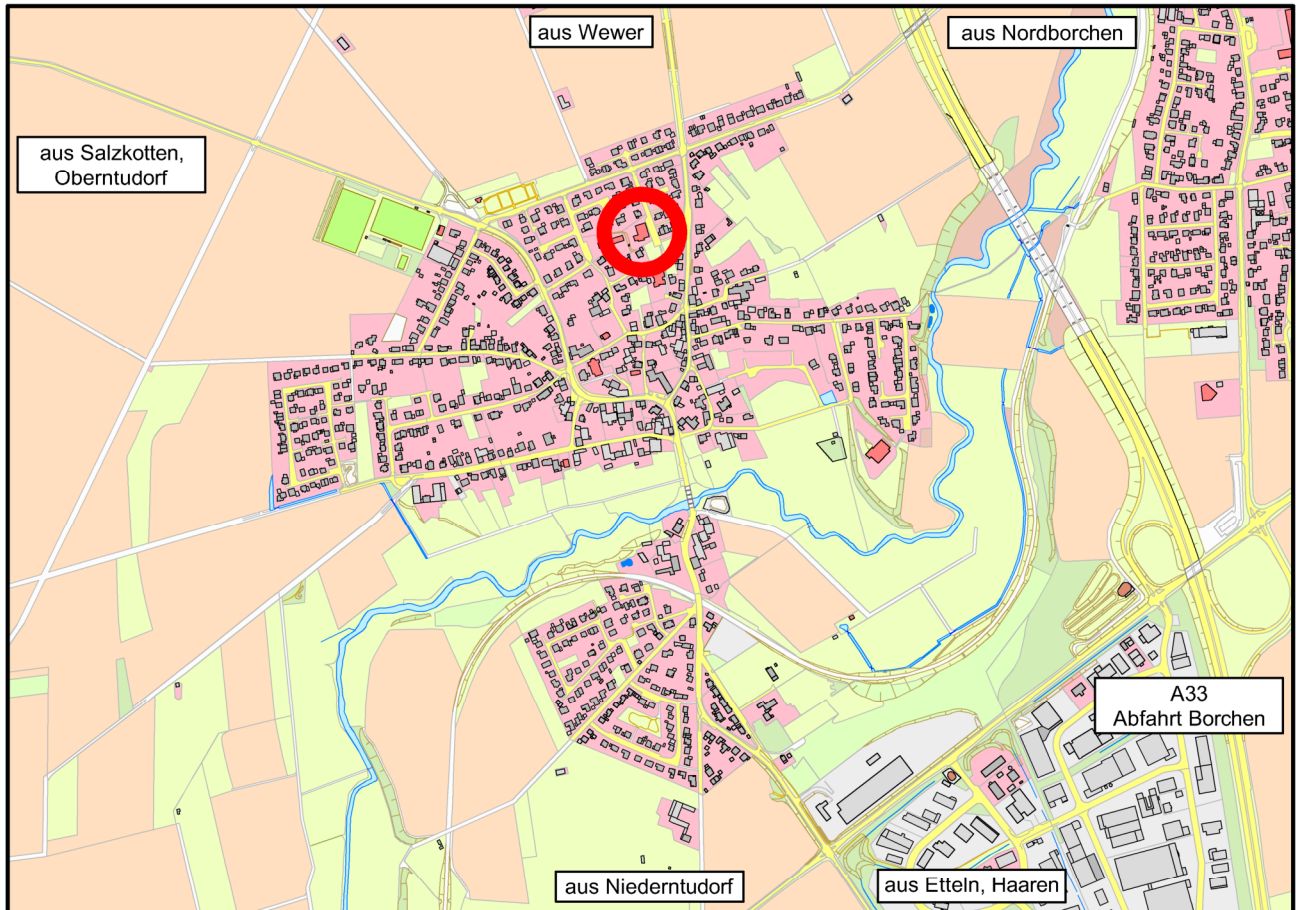 aus Wewer
aus Nordborchen
aus Salzkotten,
Oberntudorf
A33
Abfahrt Borchen
aus Niederntudorf
aus Etteln, Haaren